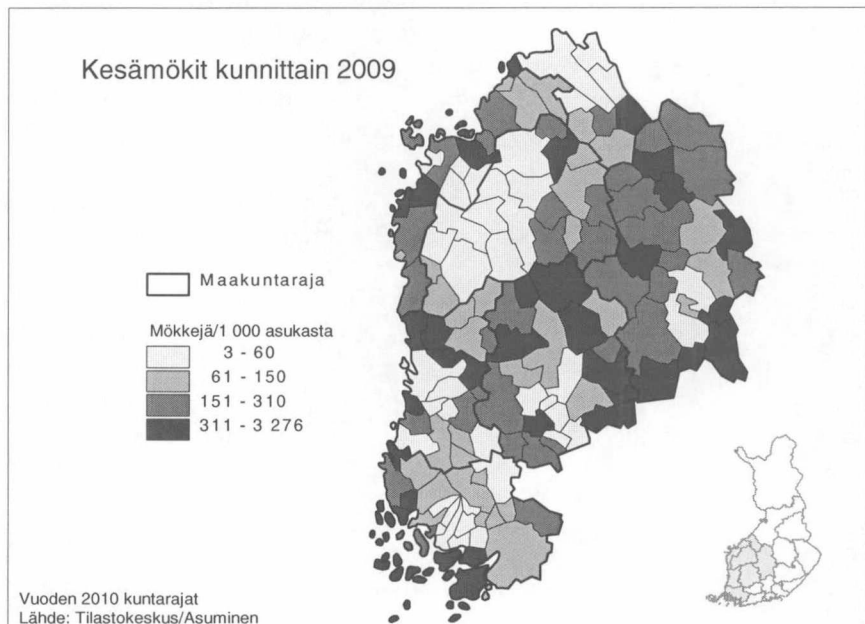 Kesämökit kunnittain 2009
Maakuntaraja
Mökkejä/1 000 asukasta
3 - 60
61 - 150
151 - 310
311 - 3 276
Vuoden 2010 kuntarajat
Lähde: Tilastokeskus/Asuminen